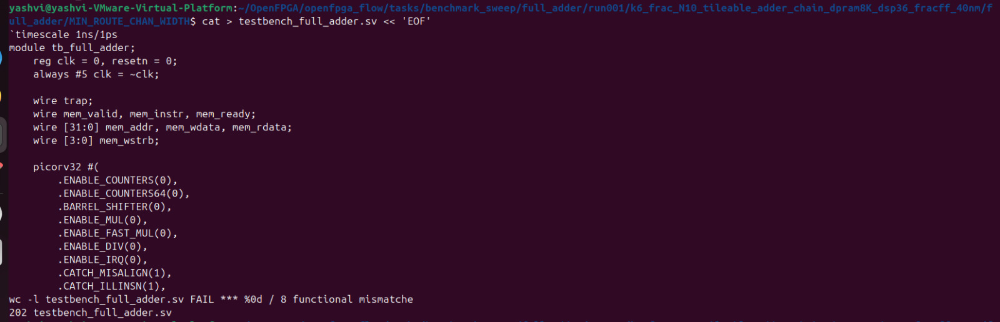 yashvi@yashvi-VMware-Virtual-Platform:~/OpenFPGA/openfpga_flow/tasks/benchmark_sweep/full_adder/run001/k6_frac_N10_tileable_adder_chain_dpram8K_dsp36_fracff_40nm/f
ull_adder/MIN_ROUTE_CHAN_WIDTH$ cat > testbench_full_adder.sv << 'EOF'
`timescale 1ns/1ps
module tb_full_adder;
    reg clk = 0, resetn = 0;
    always #5 clk = ~clk;

    wire trap;
    wire mem_valid, mem_instr, mem_ready;
    wire [31:0] mem_addr, mem_wdata, mem_rdata;
    wire [3:0] mem_wstrb;

    picorv32 #(
        .ENABLE_COUNTERS(0),
        .ENABLE_COUNTERS64(0),
        .BARREL_SHIFTER(0),
        .ENABLE_MUL(0),
        .ENABLE_FAST_MUL(0),
        .ENABLE_DIV(0),
        .ENABLE_IRQ(0),
        .CATCH_MISALIGN(1),
        .CATCH_ILLINSN(1),
wc -l testbench_full_adder.sv FAIL *** %0d / 8 functional mismatche
202 testbench_full_adder.sv